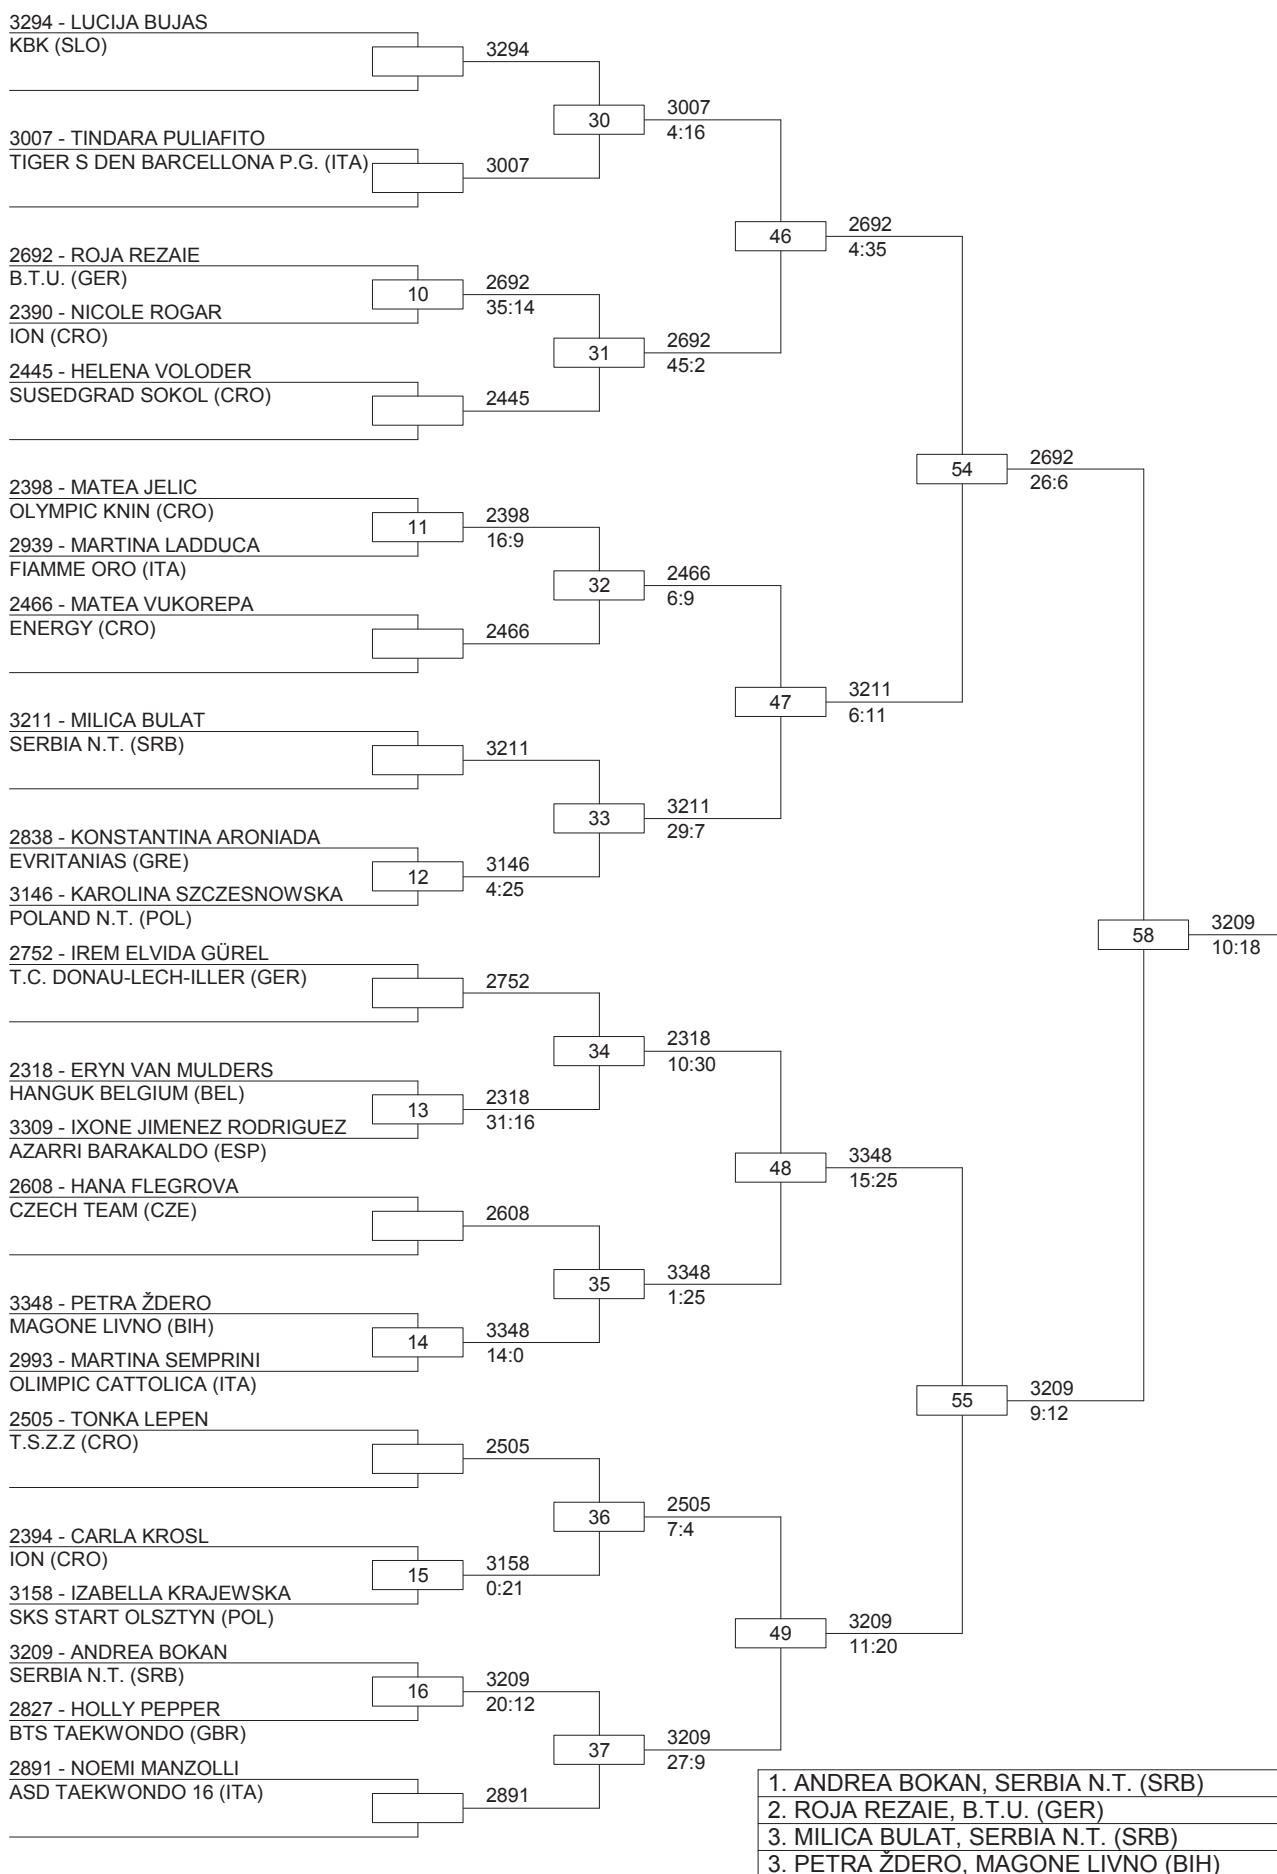 3294 - LUCIJA BUJAS
KBK (SLO)
3294
30
3007
4:16
3007 - TINDARA PULIAFITO
TIGER S DEN BARCELLONA P.G. (ITA)
3007
46
2692
4:35
2692 - ROJA REZAIE
B.T.U. (GER)
10
2692
35:14
2390 - NICOLE ROGAR
ION (CRO)
31
2692
45:2
2445 - HELENA VOLODER
SUSEDGRAD SOKOL (CRO)
2445
54
2692
26:6
2398 - MATEA JELIC
OLYMPIC KNIN (CRO)
11
2398
16:9
2939 - MARTINA LADDUCA
FIAMME ORO (ITA)
32
2466
6:9
2466 - MATEA VUKOREPA
ENERGY (CRO)
2466
47
3211
6:11
3211 - MILICA BULAT
SERBIA N.T. (SRB)
3211
33
3211
29:7
2838 - KONSTANTINA ARONIADA
EVRITANIAS (GRE)
12
3146
4:25
3146 - KAROLINA SZCZESNOWSKA
POLAND N.T. (POL)
58
3209
10:18
2752 - IREM ELVIDA GÜREL
T.C. DONAU-LECH-ILLER (GER)
2752
34
2318
10:30
2318 - ERYN VAN MULDERS
HANGUK BELGIUM (BEL)
13
2318
31:16
3309 - IXONE JIMENEZ RODRIGUEZ
AZARRI BARAKALDO (ESP)
48
3348
15:25
2608 - HANA FLEGROVA
CZECH TEAM (CZE)
2608
35
3348
1:25
3348 - PETRA ŽDERO
MAGONE LIVNO (BIH)
14
3348
14:0
2993 - MARTINA SEMPRINI
OLIMPIC CATTOLICA (ITA)
55
3209
9:12
2505 - TONKA LEPEN
T.S.Z.Z (CRO)
2505
36
2505
7:4
2394 - CARLA KROSL
ION (CRO)
15
3158
0:21
3158 - IZABELLA KRAJEWSKA
SKS START OLSZTYN (POL)
49
3209
11:20
3209 - ANDREA BOKAN
SERBIA N.T. (SRB)
16
3209
20:12
2827 - HOLLY PEPPER
BTS TAEKWONDO (GBR)
37
3209
27:9
2891 - NOEMI MANZOLLI
ASD TAEKWONDO 16 (ITA)
2891
1. ANDREA BOKAN, SERBIA N.T. (SRB)
2. ROJA REZAIE, B.T.U. (GER)
3. MILICA BULAT, SERBIA N.T. (SRB)
3. PETRA ŽDERO, MAGONE LIVNO (BIH)